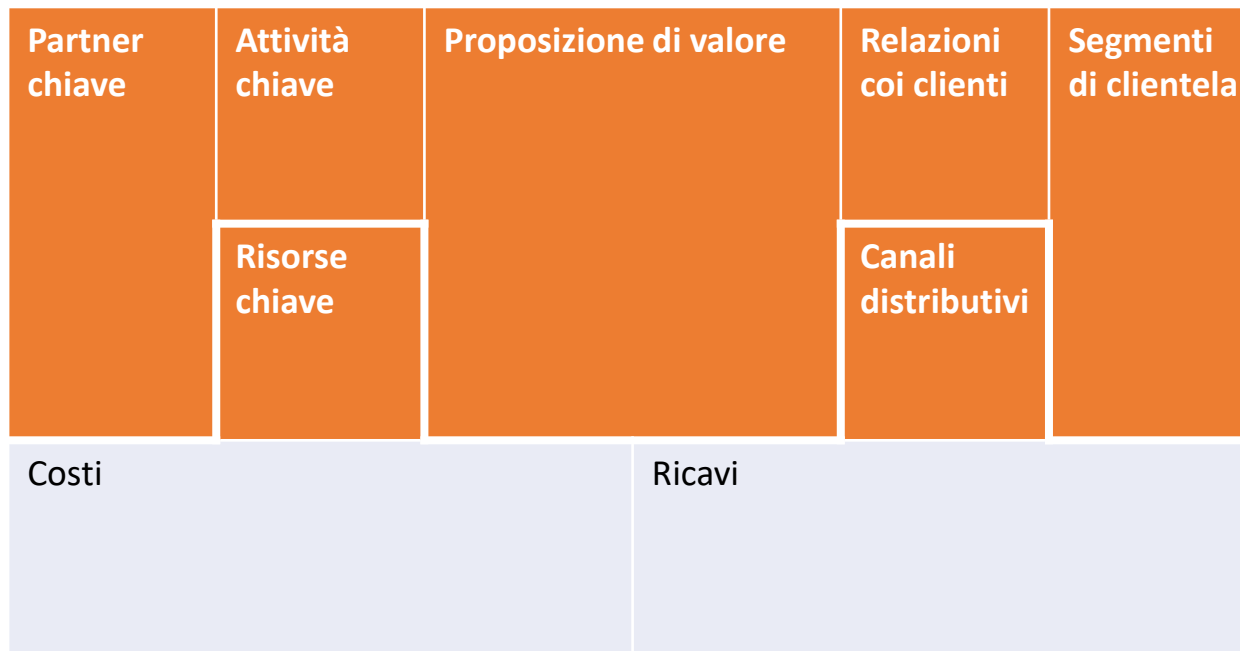 Partner
chiave
Attività
chiave
Proposizione di valore
Relazioni
coi clienti
Segmenti
di clientela
Risorse
chiave
Canali
distributivi
Costi
Ricavi